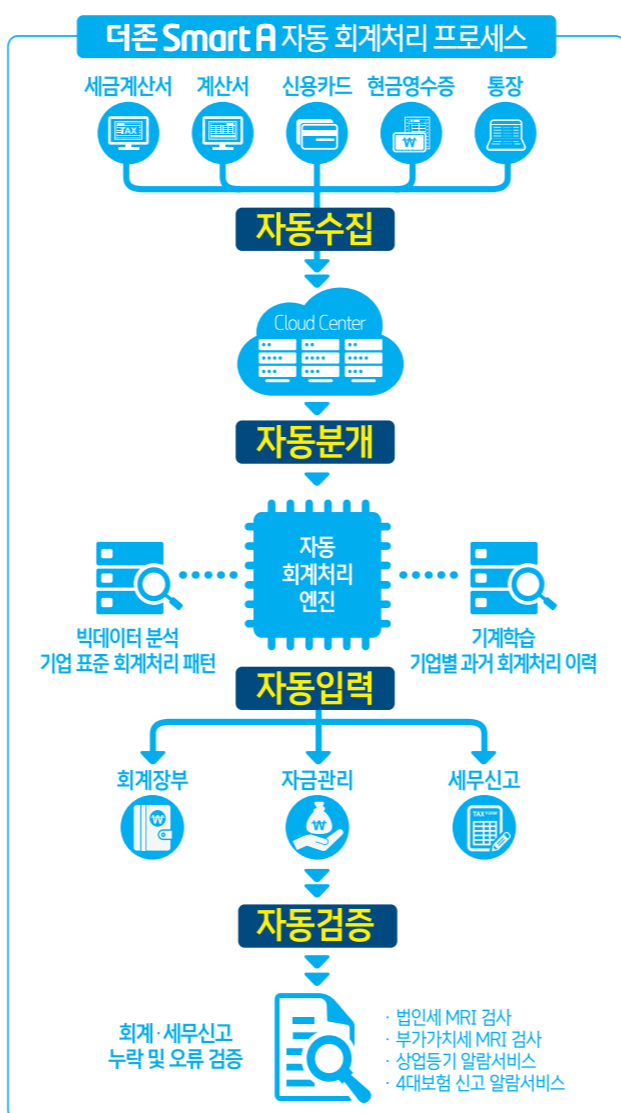 더존 Smart A 자동 회계처리 프로세스
세금계산서 계산서 신용카드 현금영수증 통장
TAX
₩
자동수집
Cloud Center
자동분개
자동
회계처리
엔진
빅데이터 분석
기업 표준 회계처리 패턴
기계학습
기업별 과거 회계처리 이력
자동입력
회계장부 자금관리 세무신고
₩ ₩ TAX
자동검증
회계·세무신고
누락 및 오류 검증
· 법인세 MRI 검사
· 부가가치세 MRI 검사
· 상업등기 알람서비스
· 4대보험 신고 알람서비스